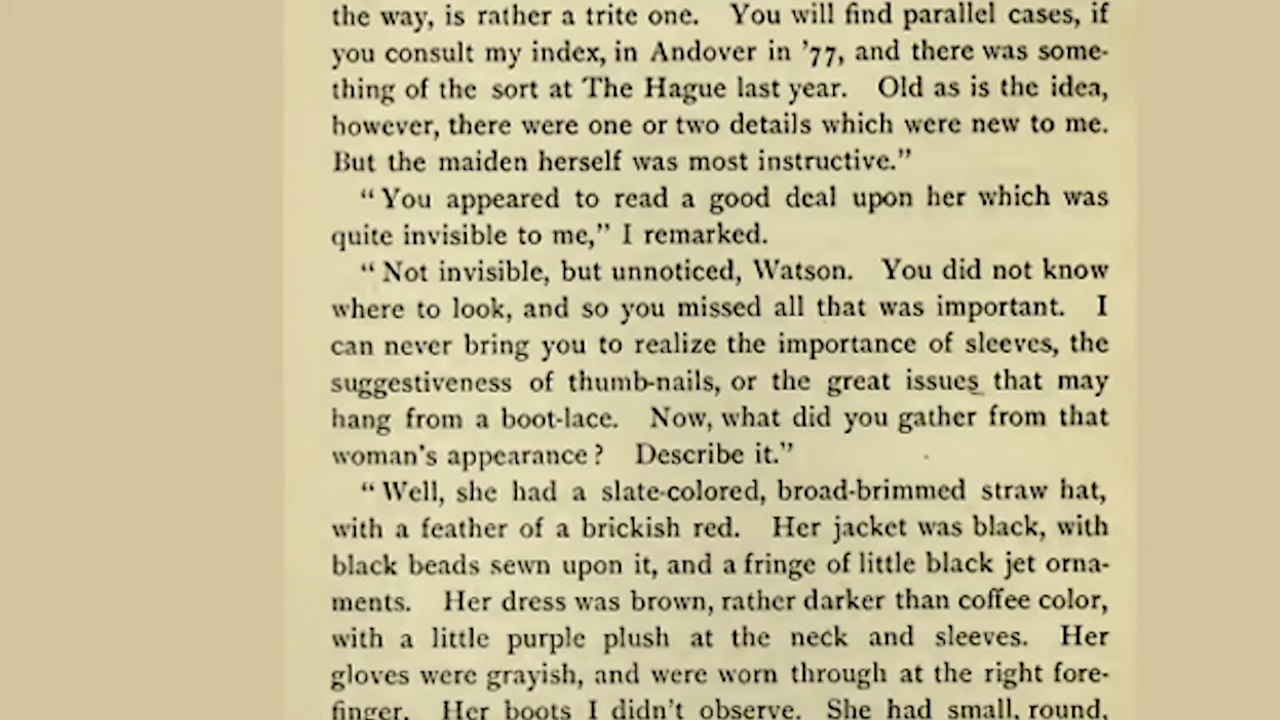 the way, is rather a trite one. You will find parallel cases, if
you consult my index, in Andover in ’77, and there was some-
thing of the sort at The Hague last year. Old as is the idea,
however, there were one or two details which were new to me.
But the maiden herself was most instructive.”
“You appeared to read a good deal upon her which was
quite invisible to me,” I remarked.
“Not invisible, but unnoticed, Watson. You did not know
where to look, and so you missed all that was important. I
can never bring you to realize the importance of sleeves, the
suggestiveness of thumb-nails, or the great issues that may
hang from a boot-lace. Now, what did you gather from that
woman’s appearance? Describe it.”
“Well, she had a slate-colored, broad-brimmed straw hat,
with a feather of a brickish red. Her jacket was black, with
black beads sewn upon it, and a fringe of little black jet orna-
ments. Her dress was brown, rather darker than coffee color,
with a little purple plush at the neck and sleeves. Her
gloves were grayish, and were worn through at the right fore-
finger. Her boots I didn’t observe. She had small, round,